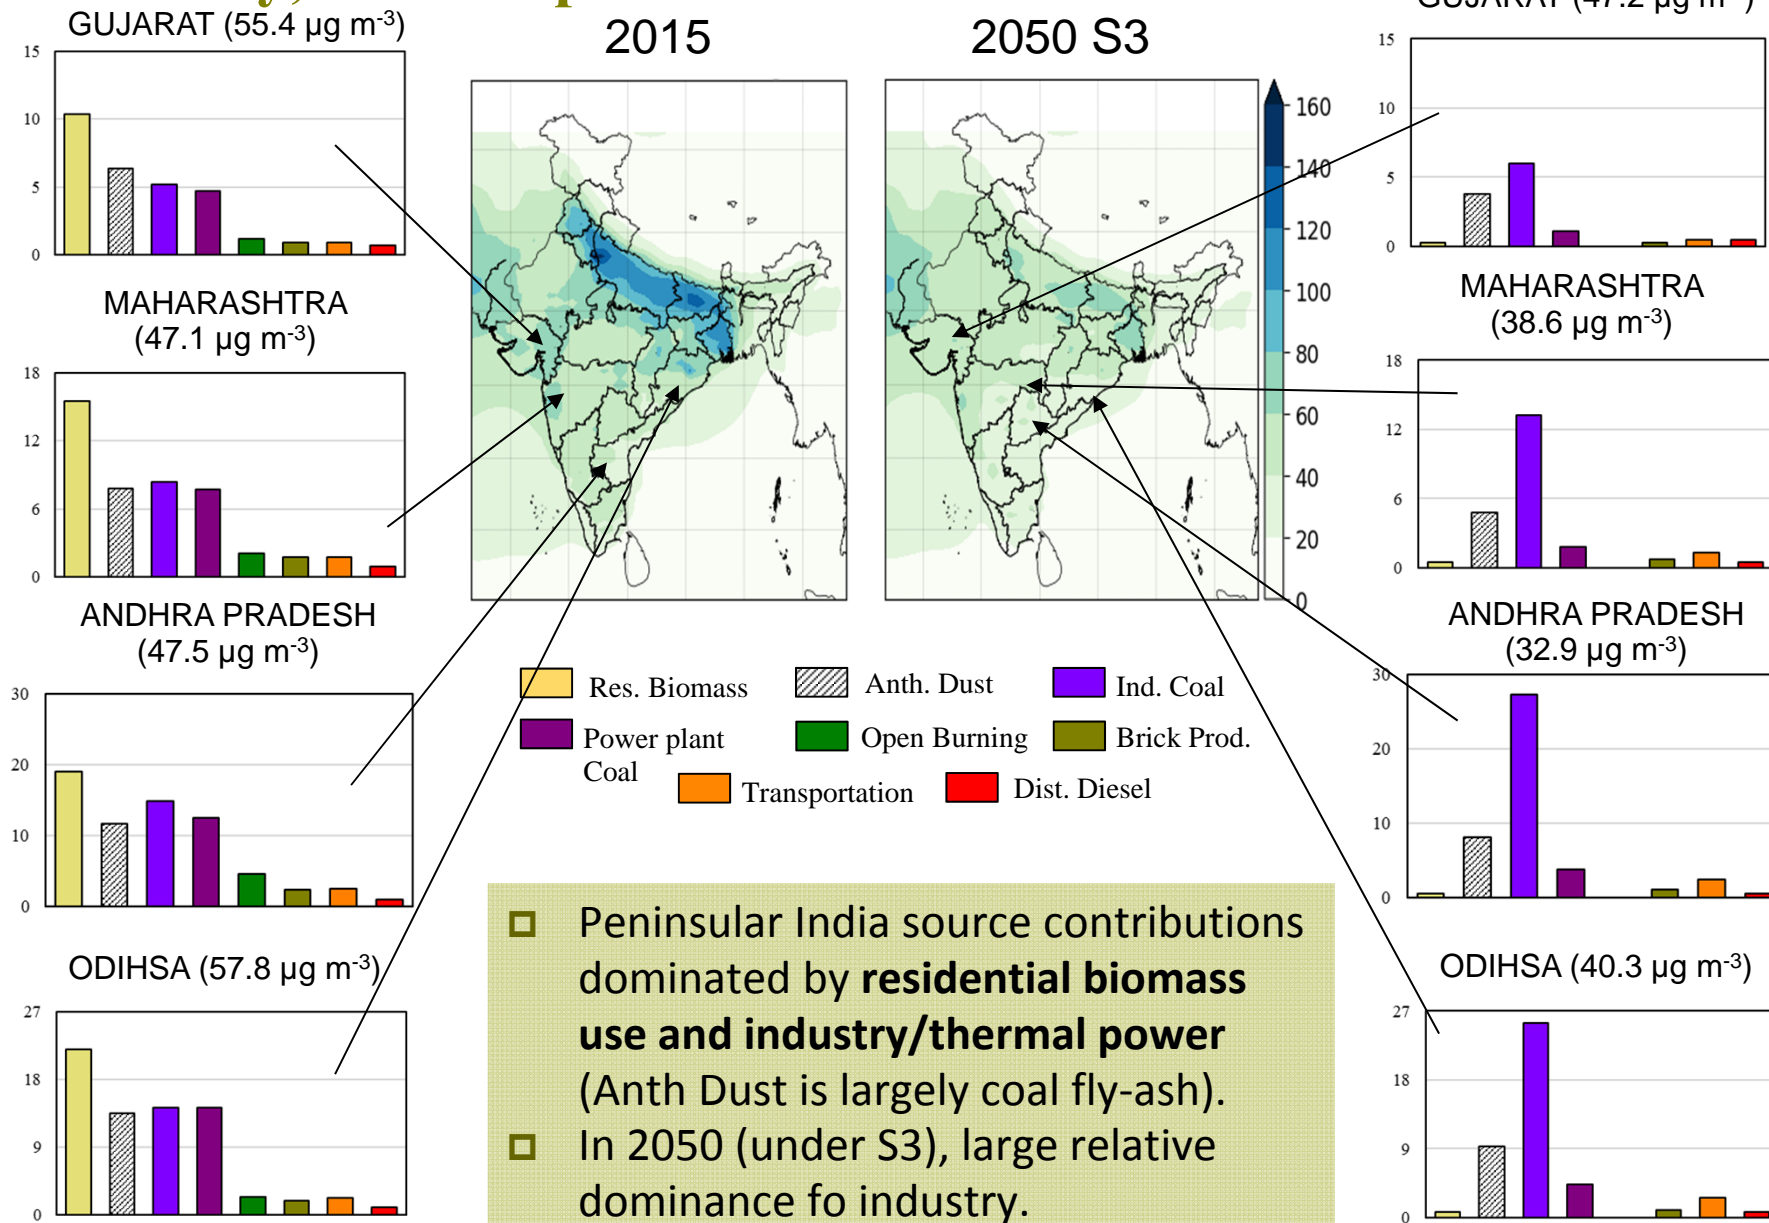 GUJARAT (55.4 µg m-3)
15
10
5
0
MAHARASHTRA
(47.1 µg m-3)
18
12
6
0
ANDHRA PRADESH
(47.5 µg m-3)
30
20
10
0
ODIHSA (57.8 µg m-3)
27
18
9
0
2015
2050 S3
160
140
120
100
80
60
40
20
0
Res. Biomass
Anth. Dust
Ind. Coal
Power plant
Coal
Open Burning
Brick Prod.
Transportation
Dist. Diesel
Peninsular India source contributions
dominated by residential biomass
use and industry/thermal power
(Anth Dust is largely coal fly-ash).
In 2050 (under S3), large relative
dominance fo industry.
GUJARAT (47.2 µg m-3)
15
10
5
0
MAHARASHTRA
(38.6 µg m-3)
18
12
6
0
ANDHRA PRADESH
(32.9 µg m-3)
30
20
10
0
ODIHSA (40.3 µg m-3)
27
18
9
0